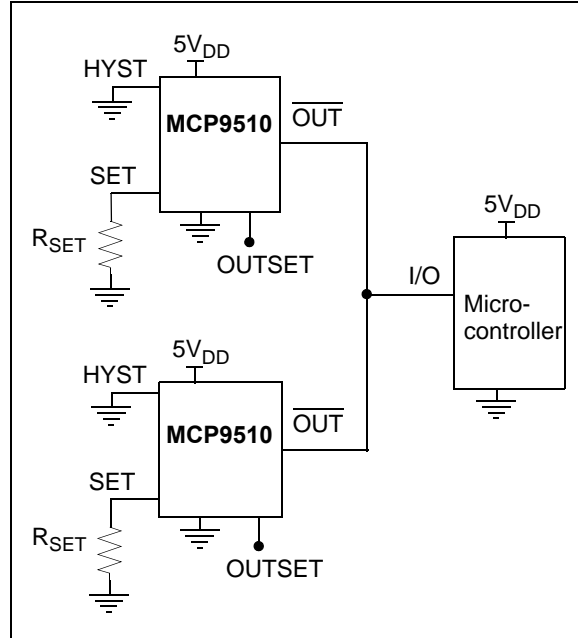 5VDD
HYST
MCP9510
OUT
SET
RSET
OUTSET
5VDD
I/O
Micro-
controller
5VDD
HYST
MCP9510
OUT
SET
RSET
OUTSET